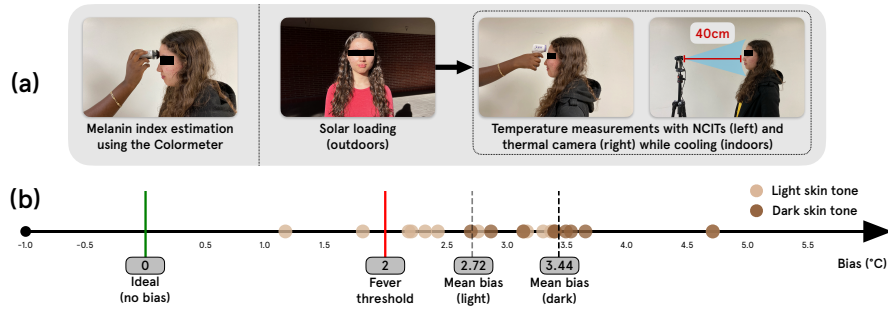 (a)
40cm
Melanin index estimation
using the Colormeter
Solar loading
(outdoors)
Temperature measurements with NCITs (left) and
thermal camera (right) while cooling (indoors)
(b)
Light skin tone
Dark skin tone
-1.0 -0.5 0.5 1.0 1.5 2.5 3.0 3.5 4.0 4.5 5.0 5.5
0 2 2.72 3.44 Bias (°C)
Ideal
(no bias)
Fever
threshold
Mean bias
(light)
Mean bias
(dark)